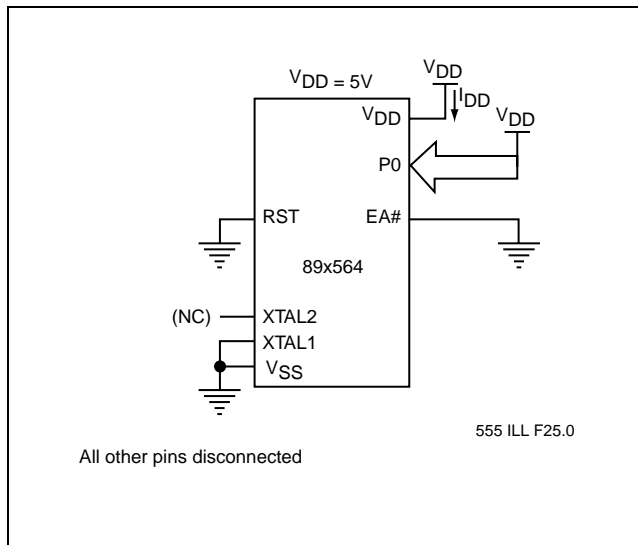 VDD = 5V
VDD
IDD
VDD
VDD
P0
RST
EA#
89x564
(NC)
XTAL2
XTAL1
VSS
555 ILL F25.0
All other pins disconnected